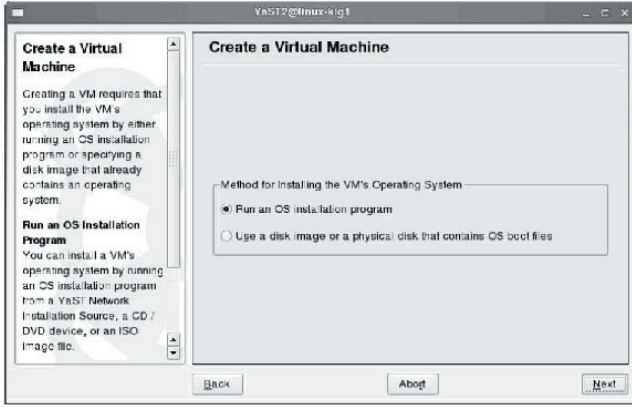 YaST2@linux-klg1
Create a Virtual
Machine
Creating a VM requires that
you install the VM's
operating system by either
running an OS installation
program or specifying a
disk image that already
contains an operating
system.
Run an OS Installation
Program
You can install a VM's
operating system by running
an OS installation program
from a YaST Network
Installation Source, a CD /
DVD device, or an ISO
image file.
Create a Virtual Machine
Method for Installing the VM's Operating System
Run an OS installation program
Use a disk image or a physical disk that contains OS boot files
Back
Abort
Next